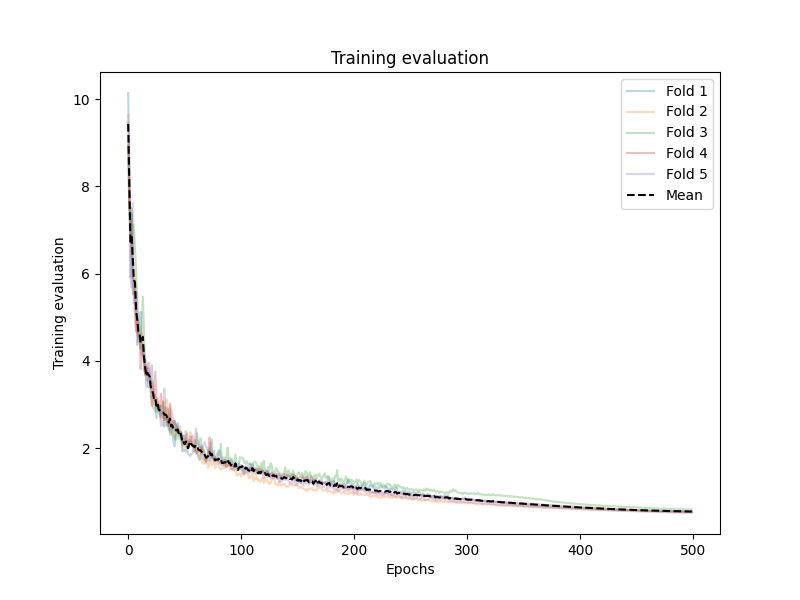 Training evaluation
Training evaluation
10
8
6
4
2
0
100
200
300
400
500
Epochs
Fold 1
Fold 2
Fold 3
Fold 4
Fold 5
Mean